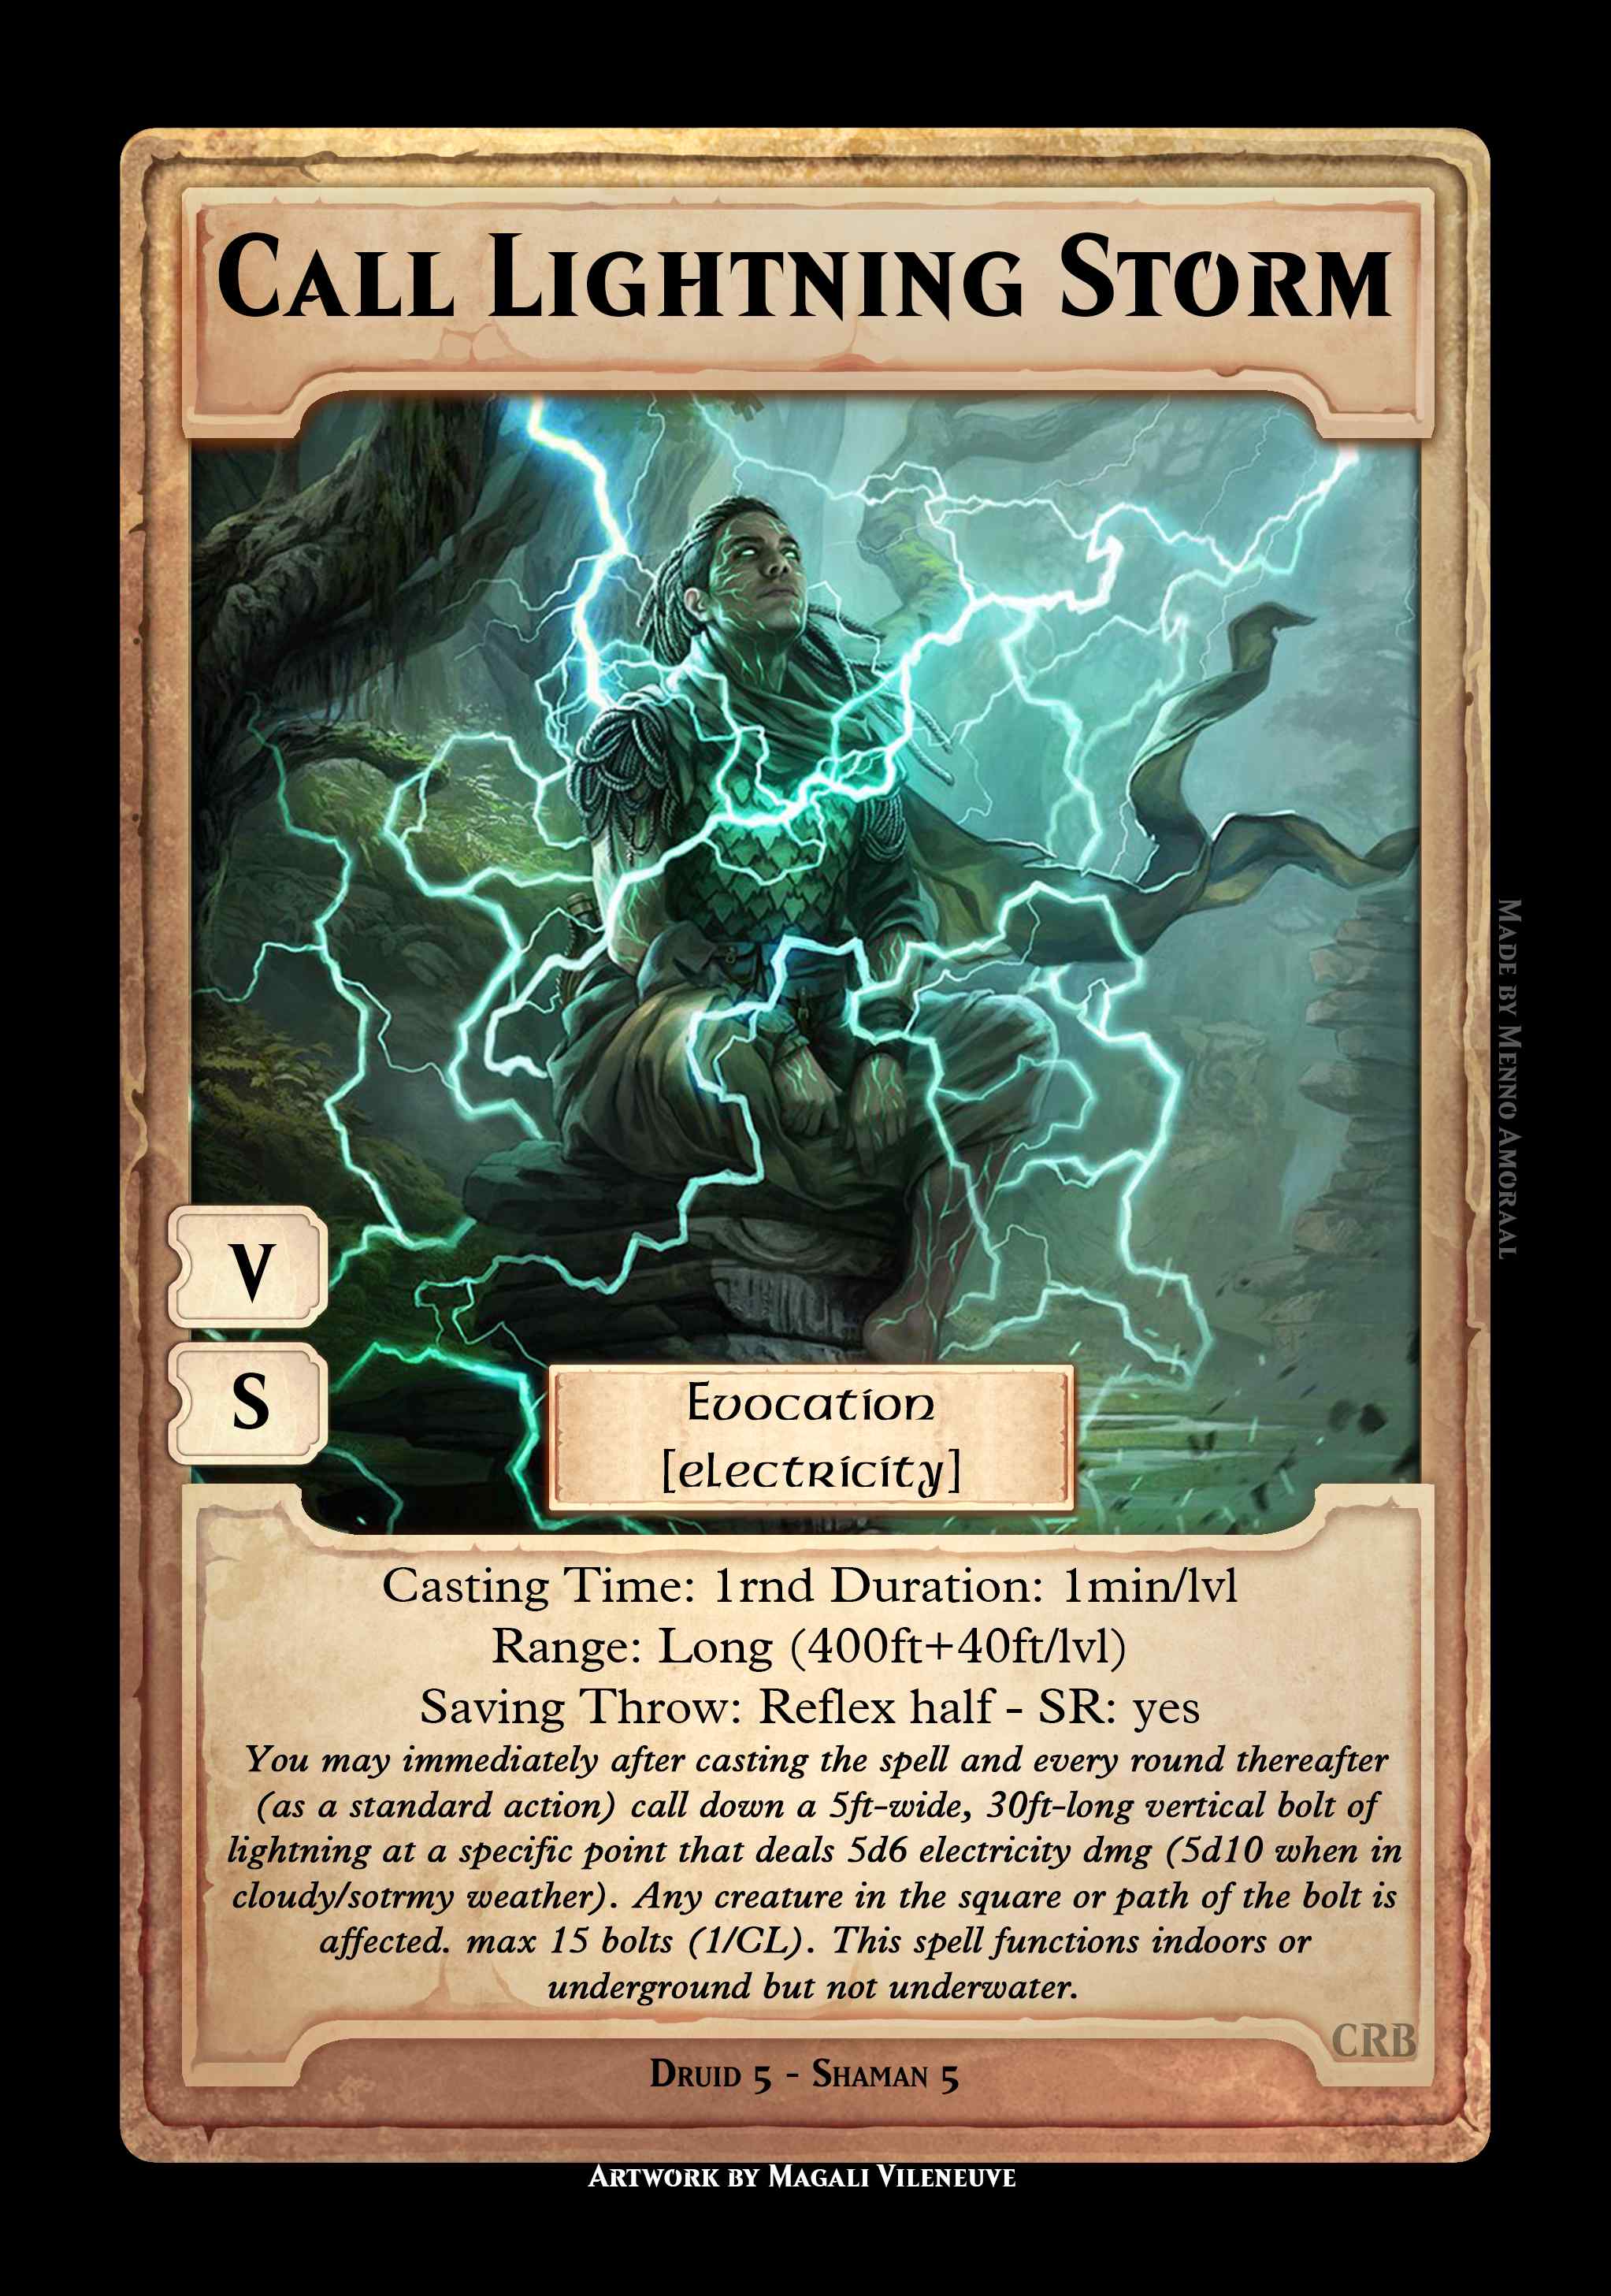 Call Lightning Storm
V
S
Evocation
[electricity]
Casting Time: 1rnd Duration: 1min/lvl
Range: Long (400ft+40ft/lvl)
Saving Throw: Reflex half - SR: yes
You may immediately after casting the spell and every round thereafter
(as a standard action) call down a 5ft-wide, 30ft-long vertical bolt of
lightning at a specific point that deals 5d6 electricity dmg (5d10 when in
cloudy/sotrmy weather). Any creature in the square or path of the bolt is
affected. max 15 bolts (1/CL). This spell functions indoors or
underground but not underwater.
CRB
Druid 5 - Shaman 5
Artwork by Magali Vileneuve
Made by Menno Amoraal